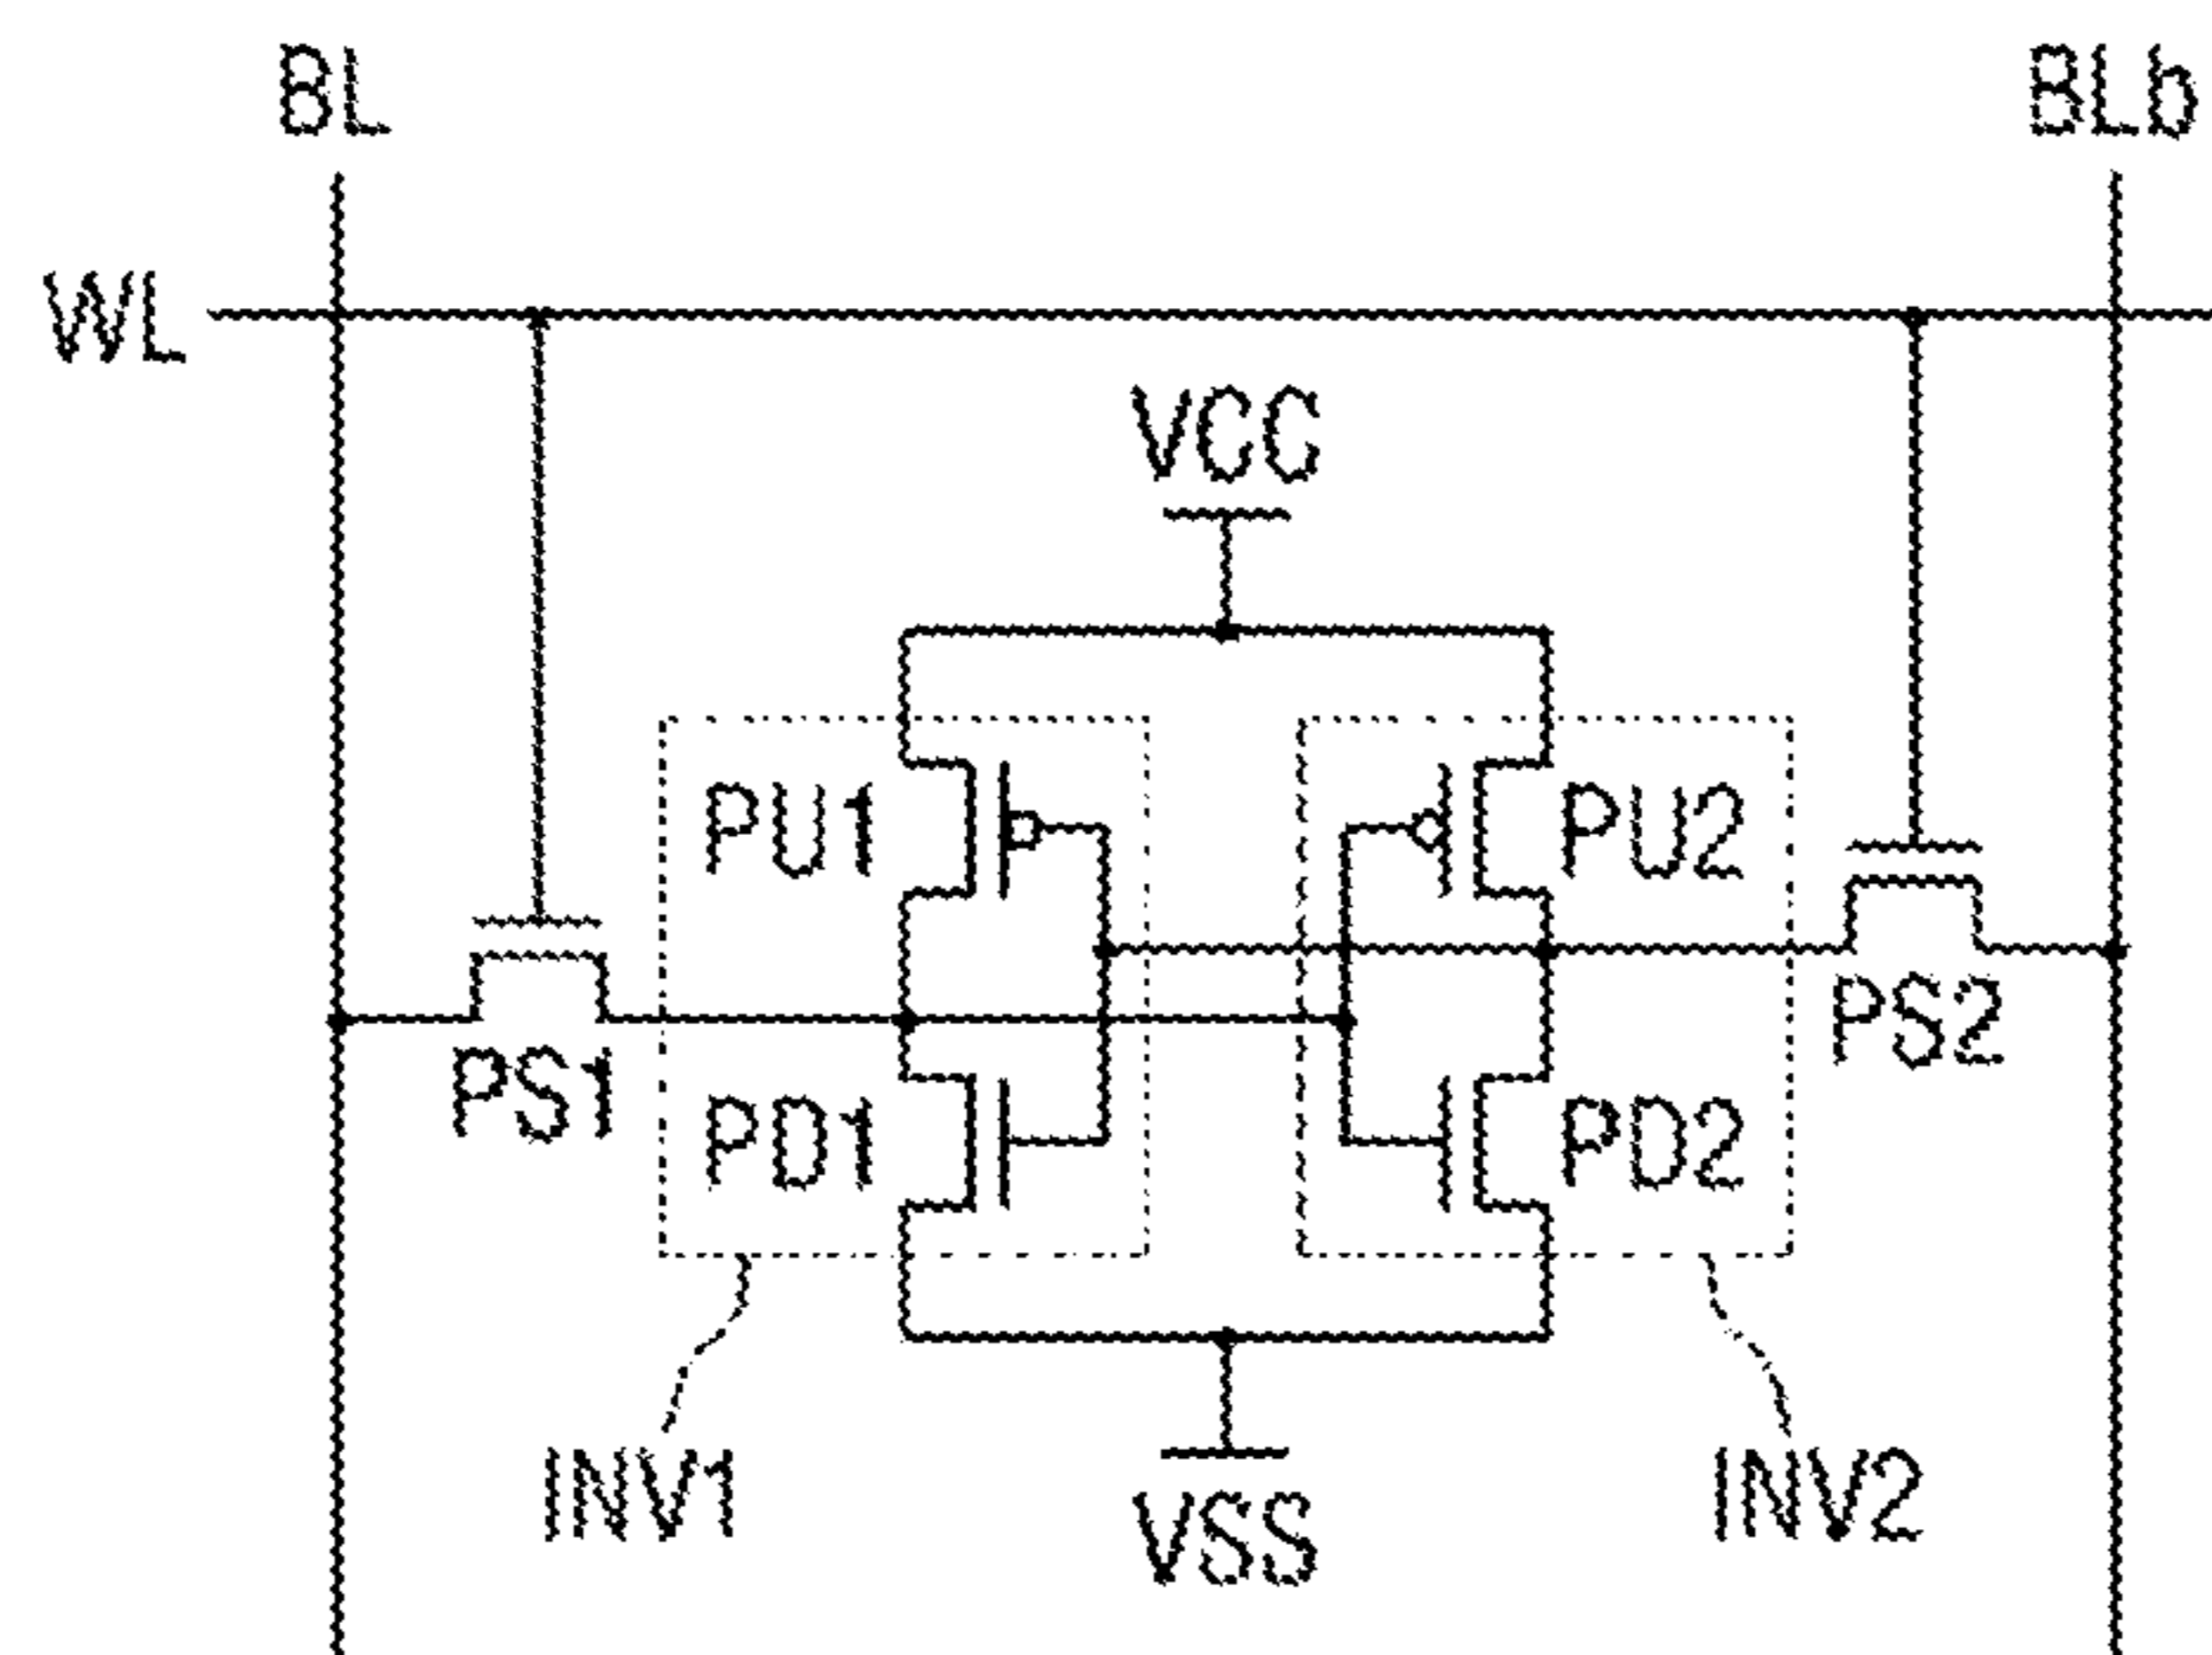 BL
BLb
WL
VCC
PU1
PU2
PS2
PS1
PD1
PD2
INV1
INV2
VSS